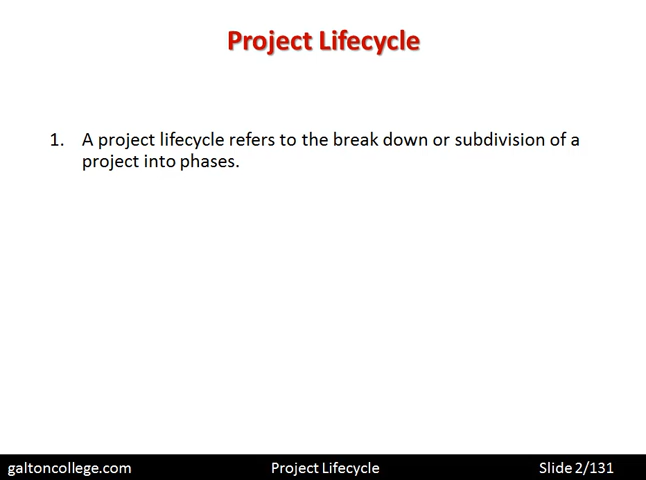 Project Lifecycle
1. A project lifecycle refers to the break down or subdivision of a
project into phases.
galtoncollege.com Project Lifecycle Slide 2/131